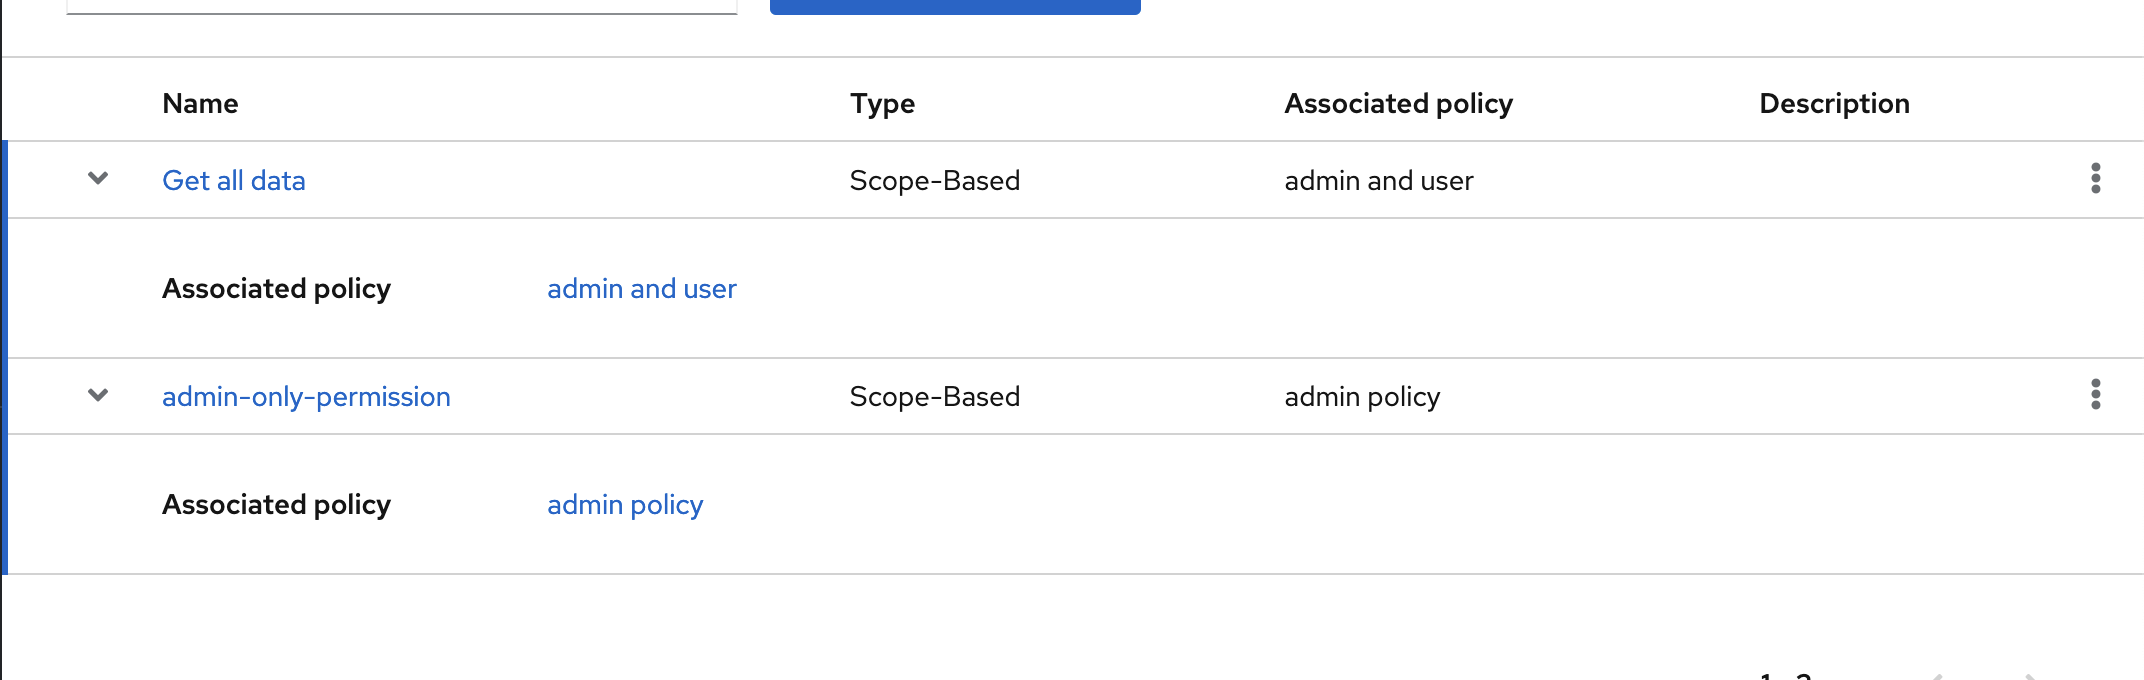 Name Type Associated policy Description
Get all data Scope-Based admin and user
Associated policy admin and user
admin-only-permission Scope-Based admin policy
Associated policy admin policy